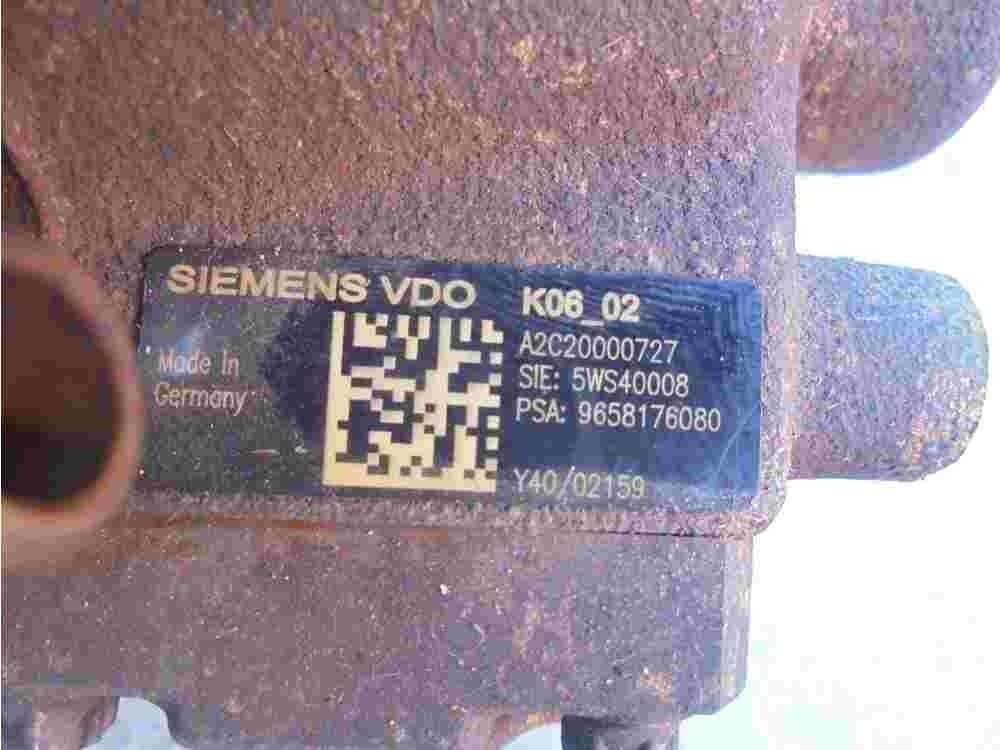 SIEMENS VDO
K06_02
A2C20000727
SIE: 5WS40008
PSA: 9658176080
Made In
Germany
Y40/02159